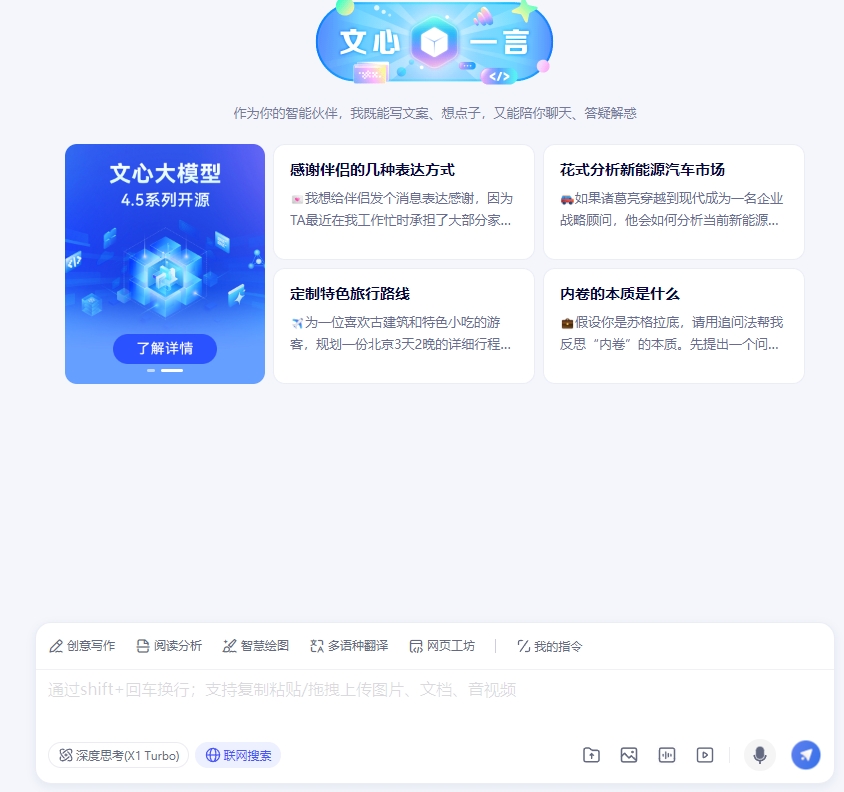 文心一言
</>
作为你的智能伙伴，我既能写文案、想点子，又能陪你聊天、答疑解惑
文心大模型
4.5系列开源
了解详情
感谢伴侣的几种表达方式
我想给伴侣发个消息表达感谢，因为
TA最近在我工作忙时承担了大部分家...
花式分析新能源汽车市场
如果诸葛亮穿越到现代成为一名企业
战略顾问，他会如何分析当前新能源...
定制特色旅行路线
为一位喜欢古建筑和特色小吃的游
客，规划一份北京3天2晚的详细行程...
内卷的本质是什么
假设你是苏格拉底，请用追问法帮我
反思“内卷”的本质。先提出一个问...
创意写作 阅读分析 智慧绘图 多语种翻译 网页工坊 我的指令
通过shift+回车换行；支持复制粘贴/拖拽上传图片、文档、音视频
深度思考(X1 Turbo) 联网搜索